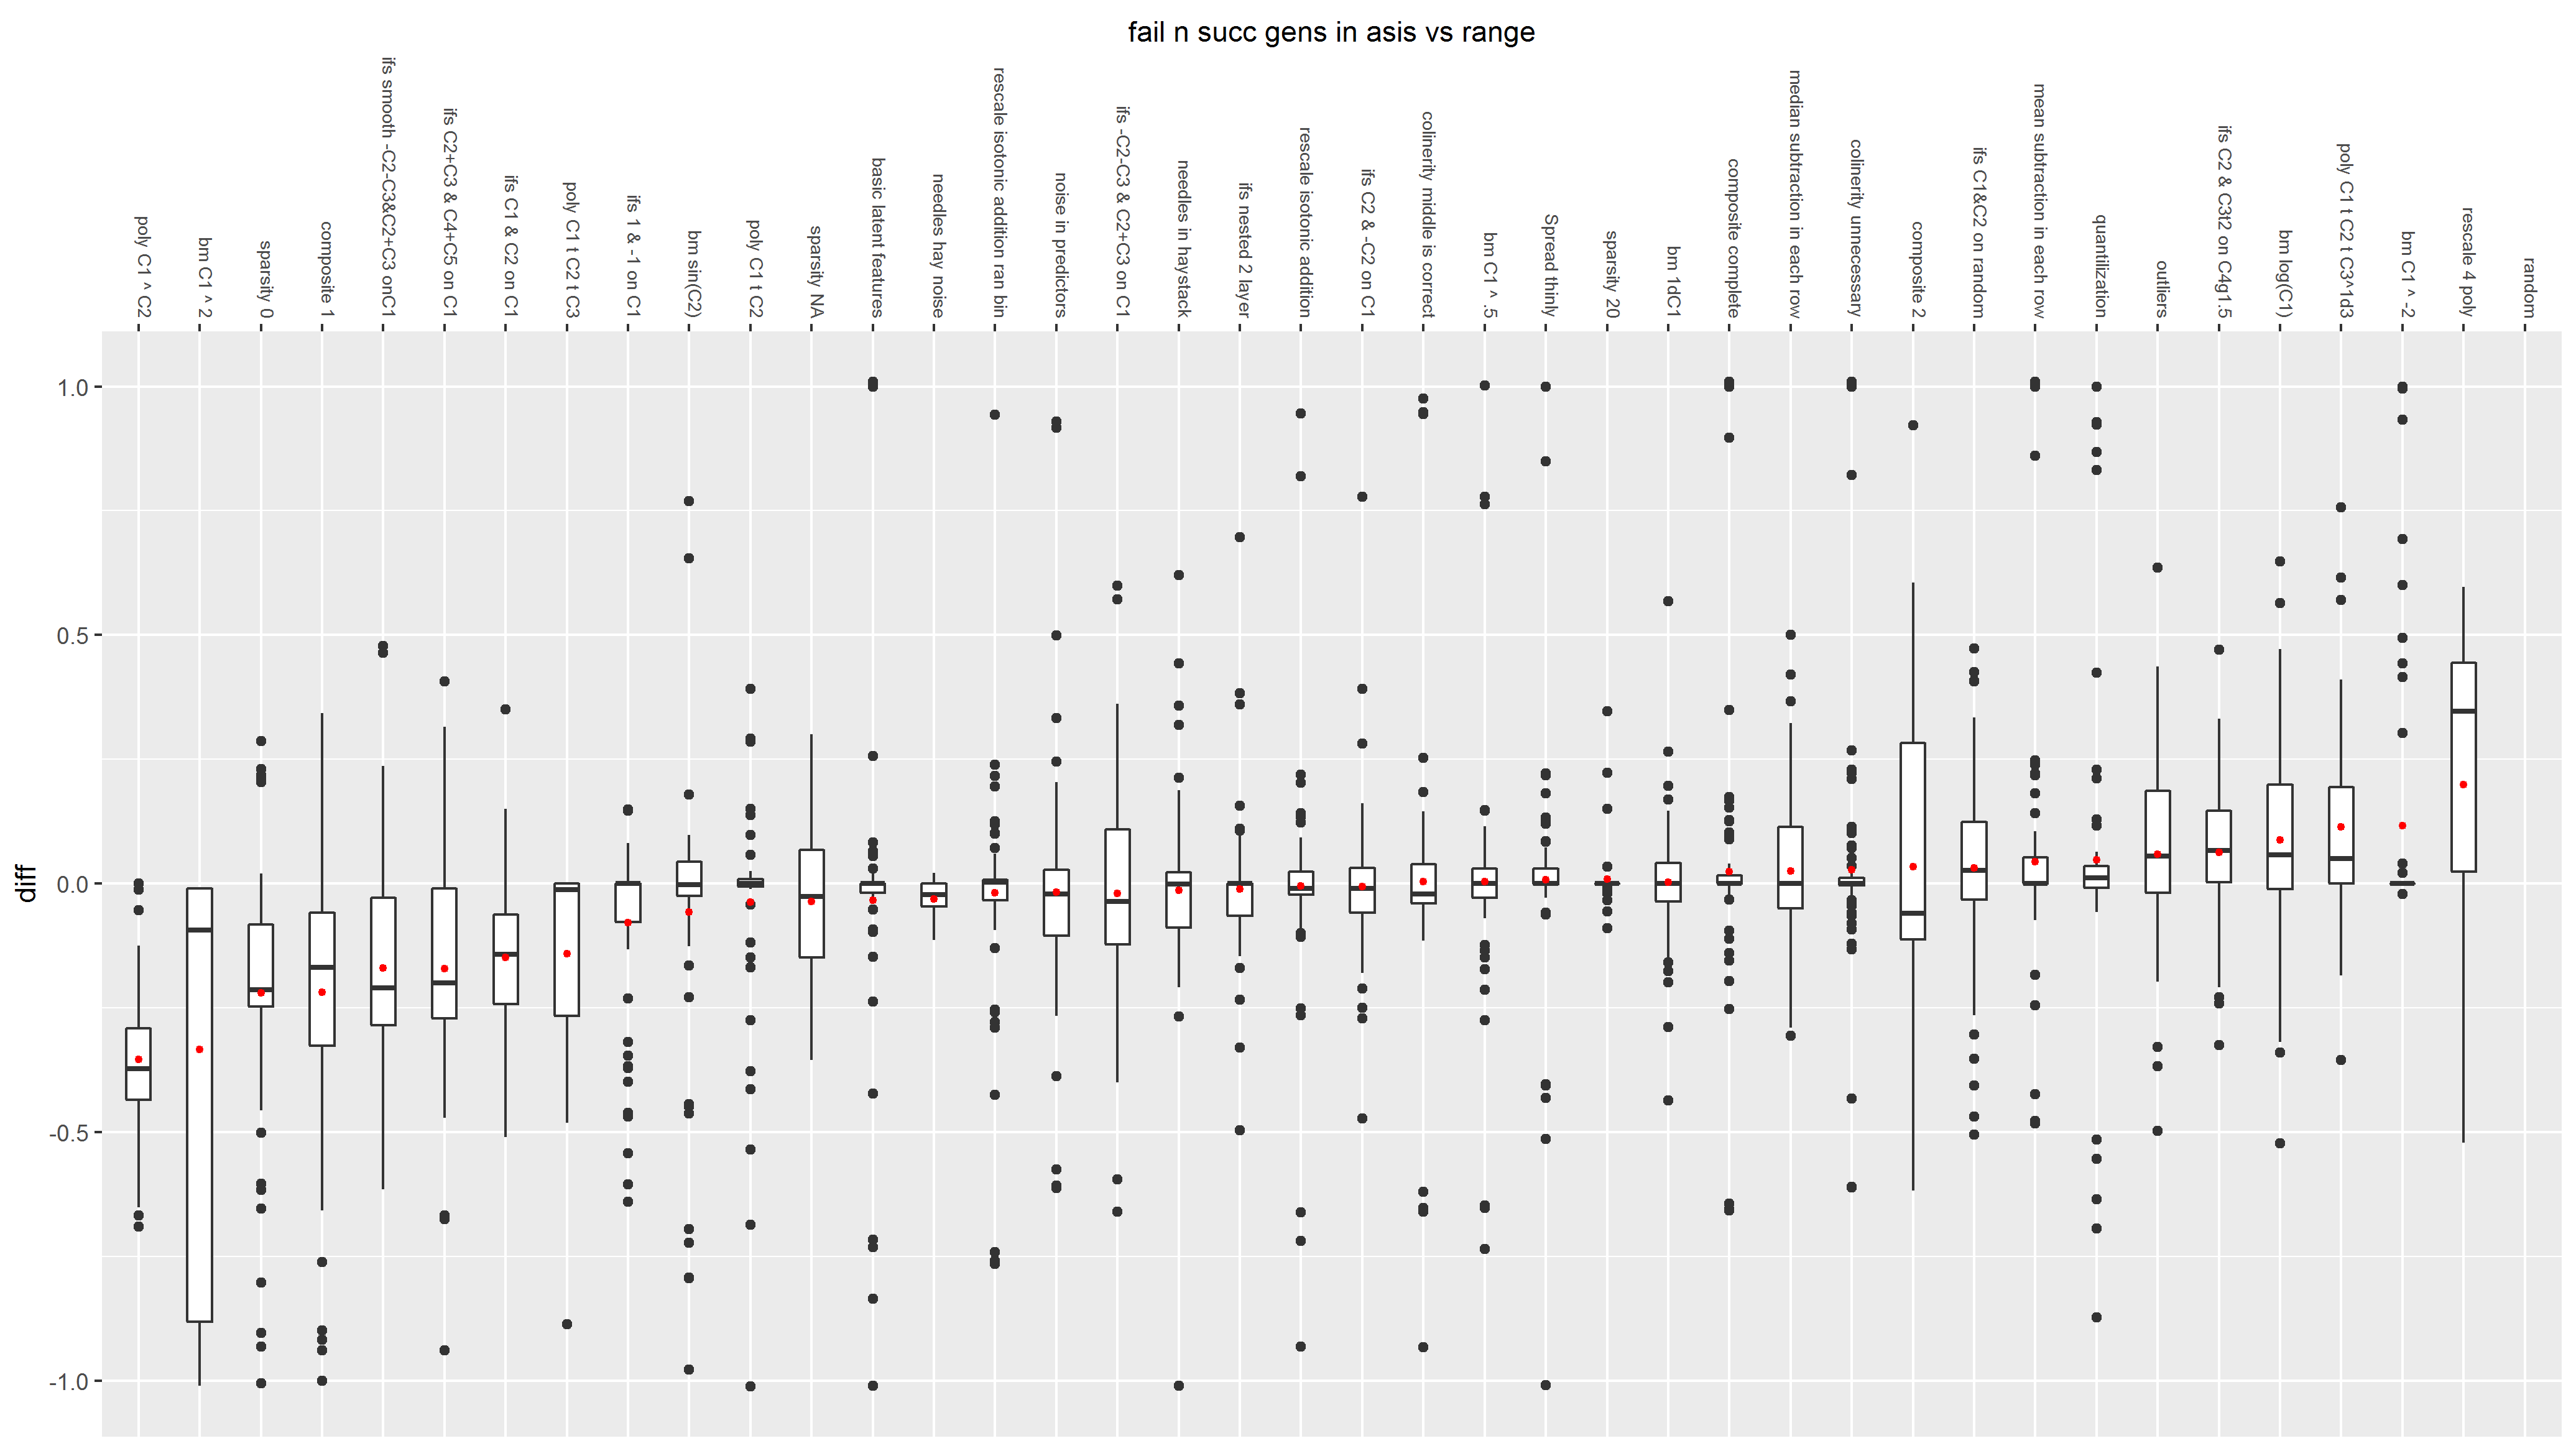 fail n succ gens in asis vs range
poly C1 ^ C2
bm C1 ^ 2
sparsity 0
composite 1
ifs smooth -C2-C3&C2+C3 onC1
ifs C2+C3 & C4+C5 on C1
ifs C1 & C2 on C1
poly C1 t C2 t C3
ifs 1 & -1 on C1
bm sin(C2)
poly C1 t C2
sparsity NA
basic latent features
needles hay noise
rescale isotonic addition ran bin
noise in predictors
ifs -C2-C3 & C2+C3 on C1
needles in haystack
ifs nested 2 layer
rescale isotonic addition
ifs C2 & -C2 on C1
colinerity middle is correct
bm C1 ^ .5
Spread thinly
sparsity 20
bm 1dC1
composite complete
median subtraction in each row
colinerity unnecessary
composite 2
ifs C1&C2 on random
mean subtraction in each row
quantilization
outliers
ifs C2 & C3t2 on C4g1.5
bm log(C1)
poly C1 t C2 t C3^1d3
bm C1 ^ -2
rescale 4 poly
random
1.0
0.5
0.0
-0.5
-1.0
diff